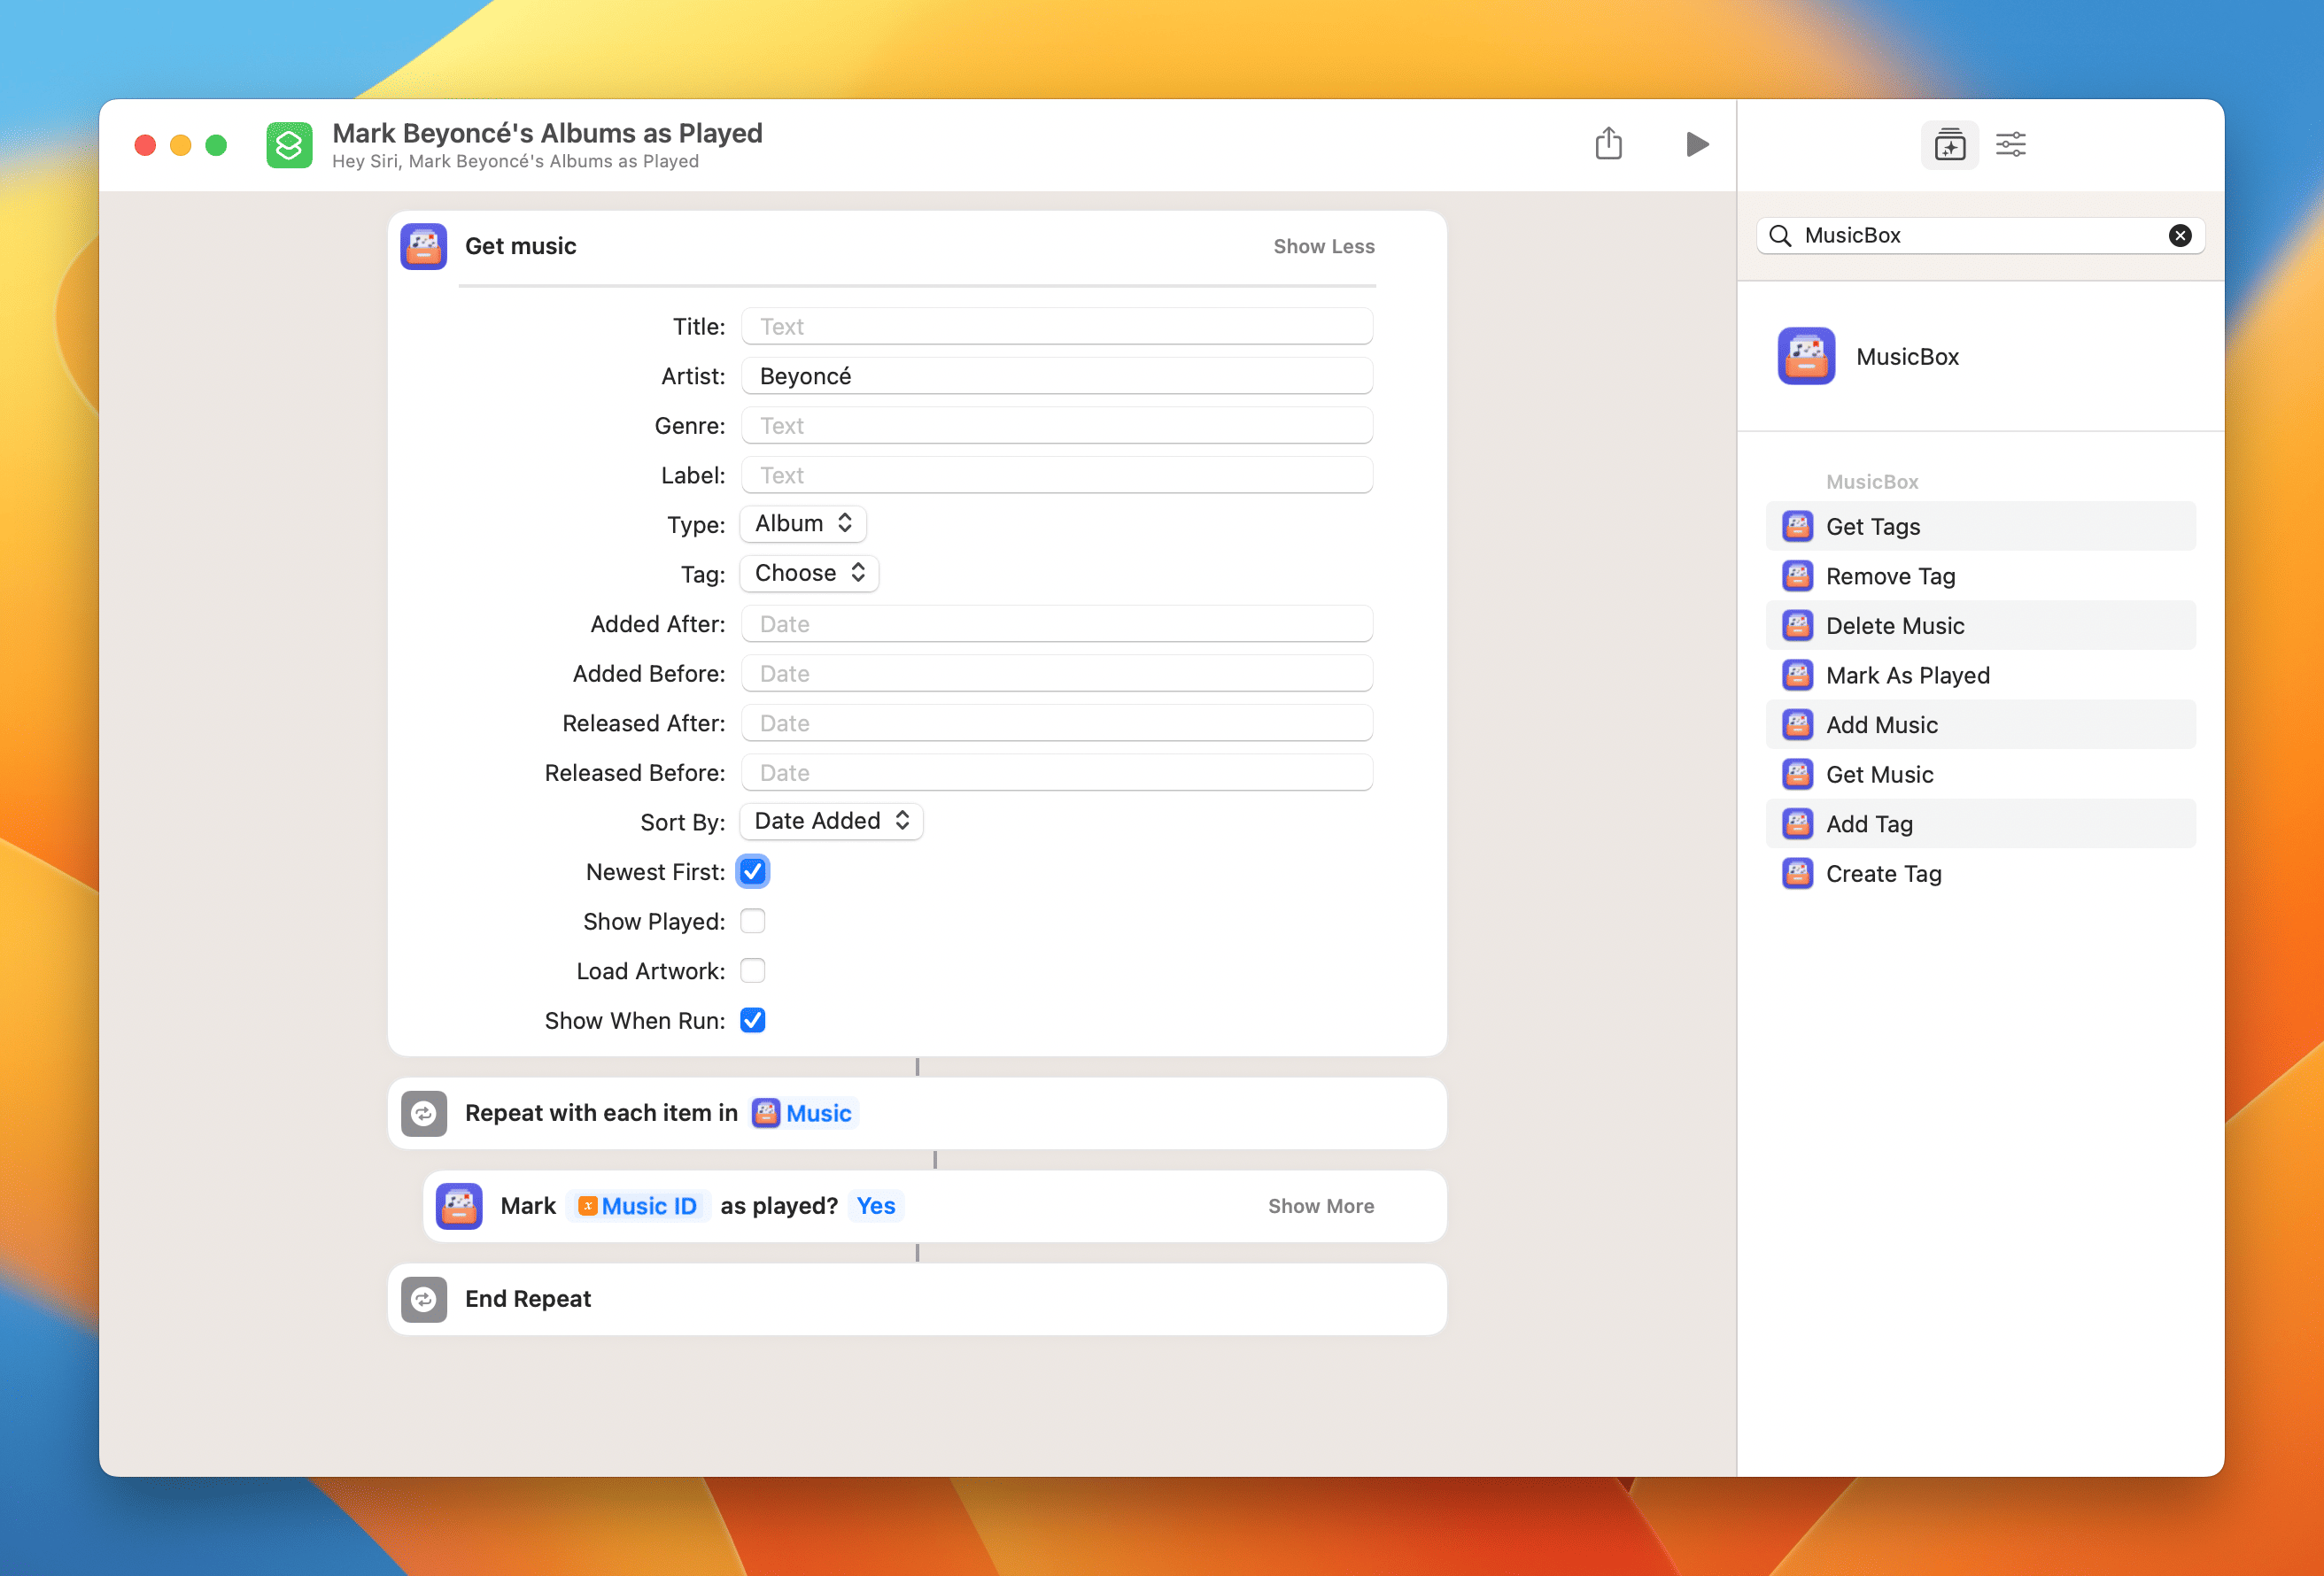 Mark Beyoncé's Albums as Played
Hey Siri, Mark Beyoncé's Albums as Played
Get music
Show Less
Title: Text
Artist: Beyoncé
Genre: Text
Label: Text
Type: Album
Tag: Choose
Added After: Date
Added Before: Date
Released After: Date
Released Before: Date
Sort By: Date Added
Newest First:
Show Played:
Load Artwork:
Show When Run:
Repeat with each item in Music
Mark x Music ID as played? Yes
Show More
End Repeat
MusicBox
MusicBox
MusicBox
Get Tags
Remove Tag
Delete Music
Mark As Played
Add Music
Get Music
Add Tag
Create Tag